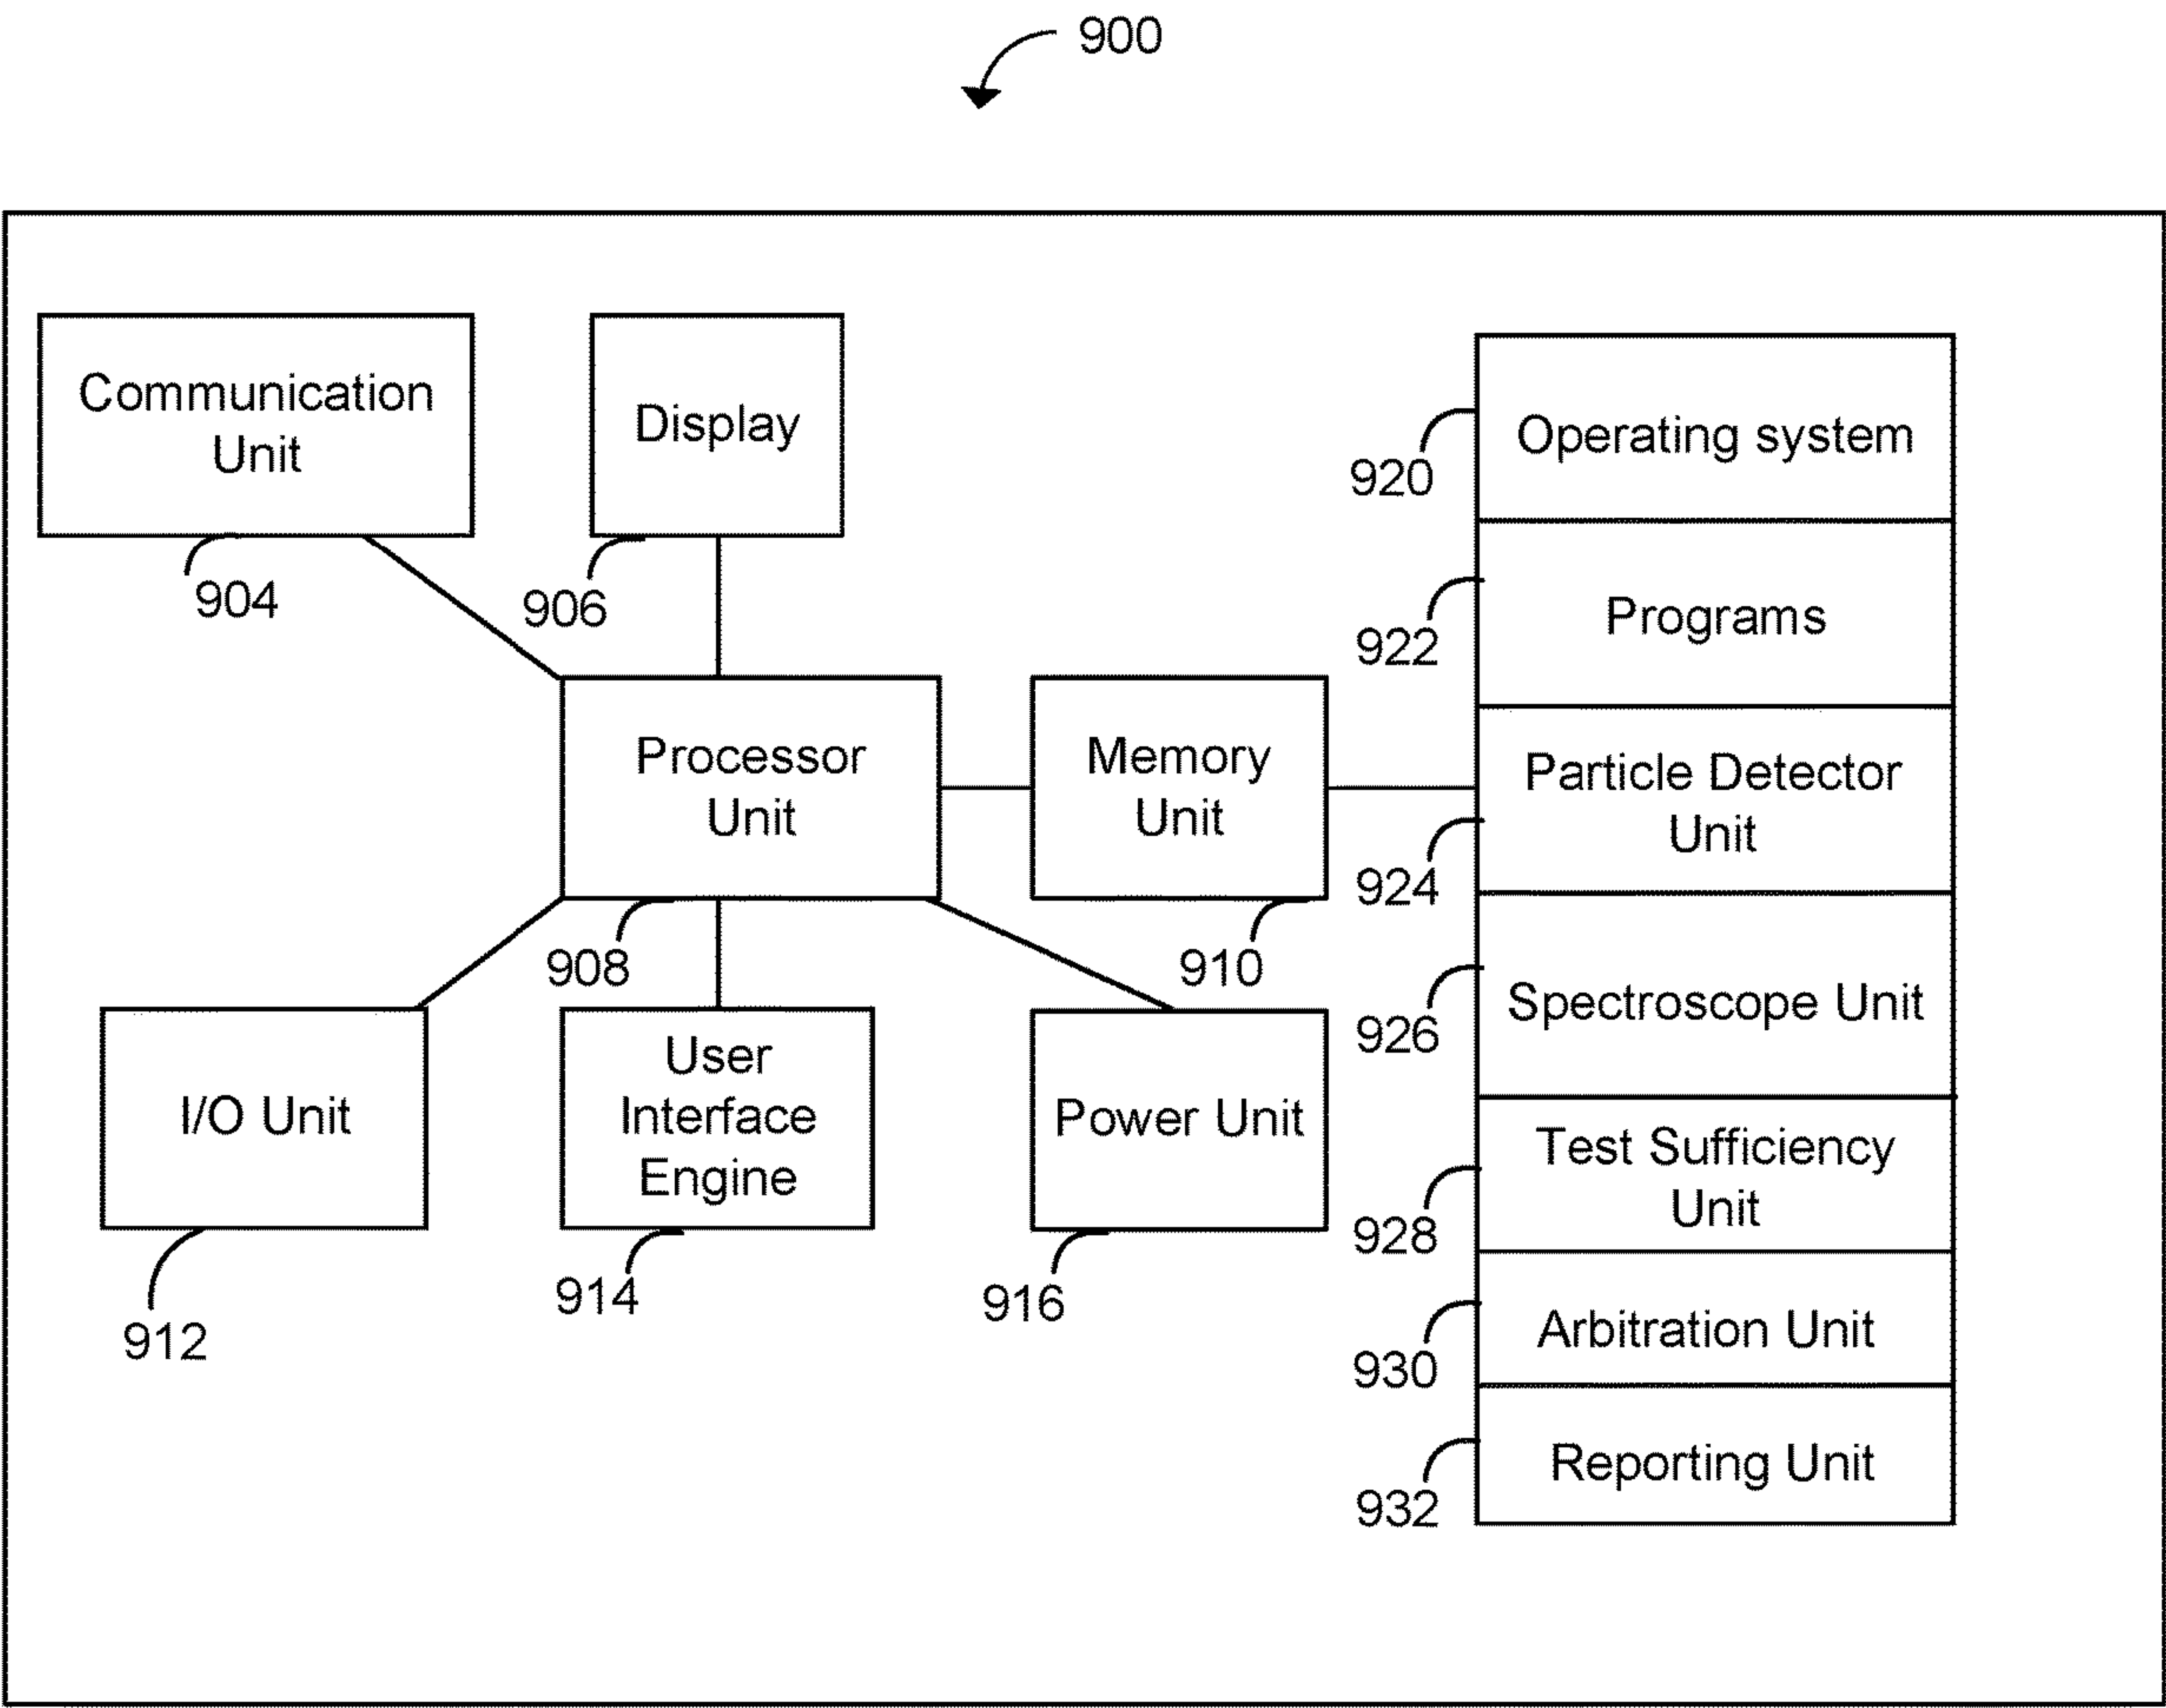 900
Communication
Unit
904
Display
906
Processor
Unit
908
Memory
Unit
910
I/O Unit
912
User
Interface
Engine
914
Power Unit
916
Operating system
920
Programs
922
Particle Detector
Unit
924
Spectroscope Unit
926
Test Sufficiency
Unit
928
Arbitration Unit
930
Reporting Unit
932